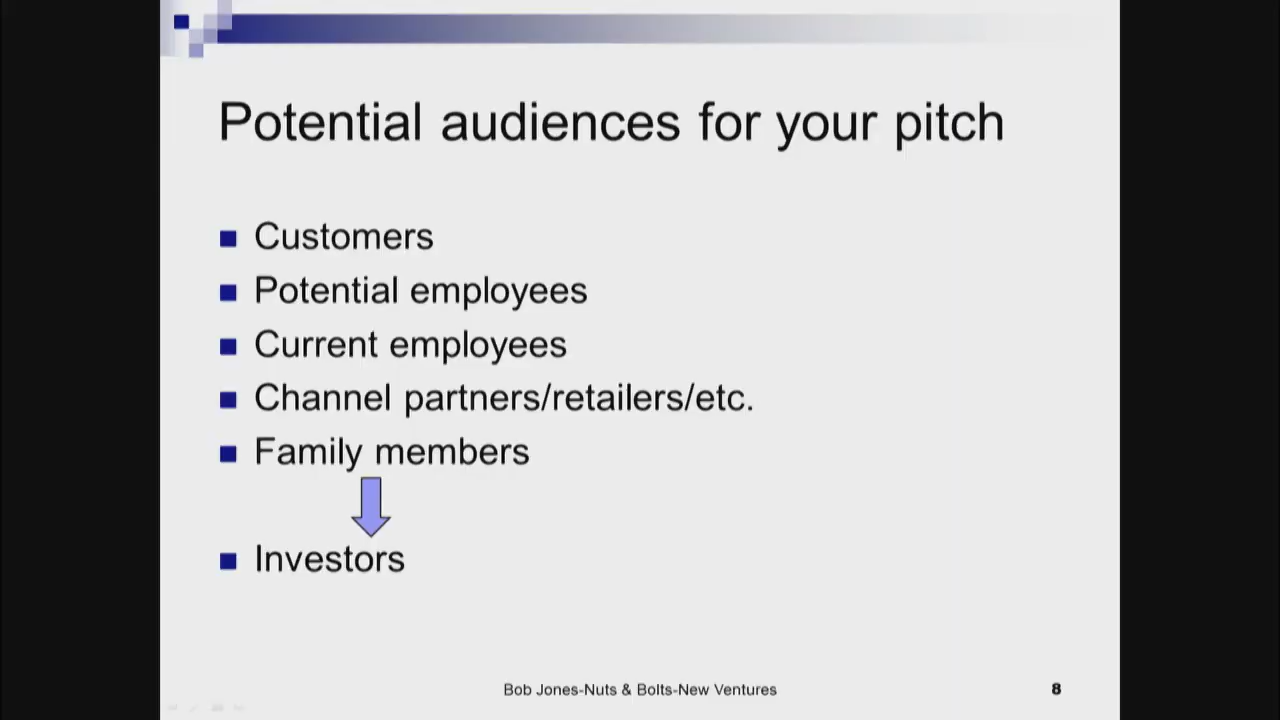 Potential audiences for your pitch
Customers
Potential employees
Current employees
Channel partners/retailers/etc.
Family members
Investors
Bob Jones-Nuts & Bolts-New Ventures
8